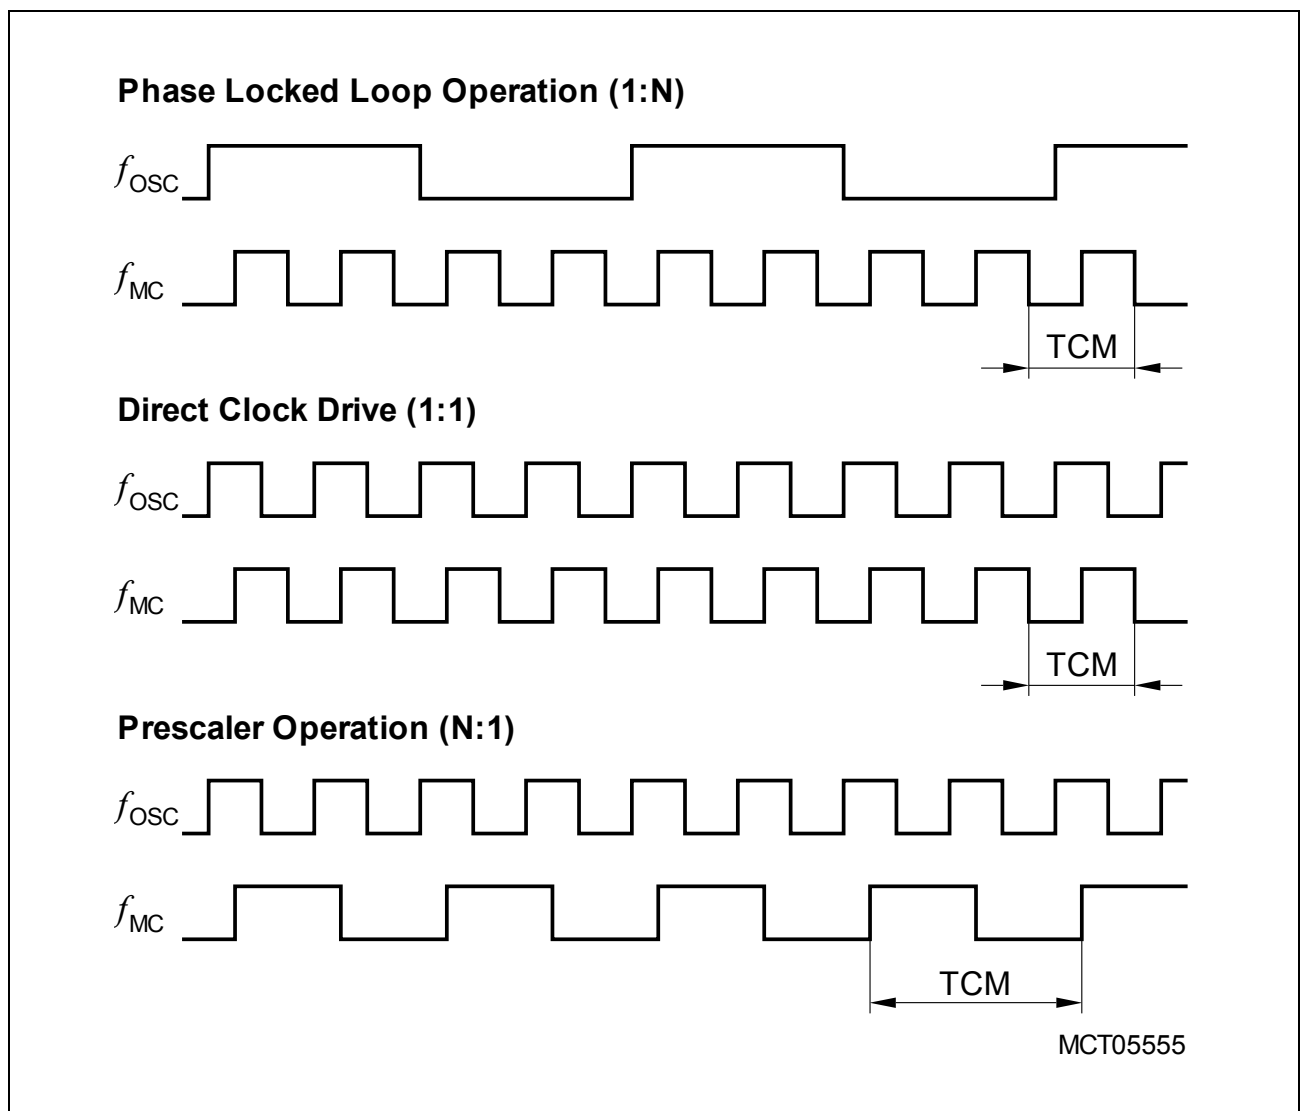 Phase Locked Loop Operation (1:N)
fOSC
fMC
TCM
Direct Clock Drive (1:1)
fOSC
fMC
TCM
Prescaler Operation (N:1)
fOSC
fMC
TCM
MCT05555